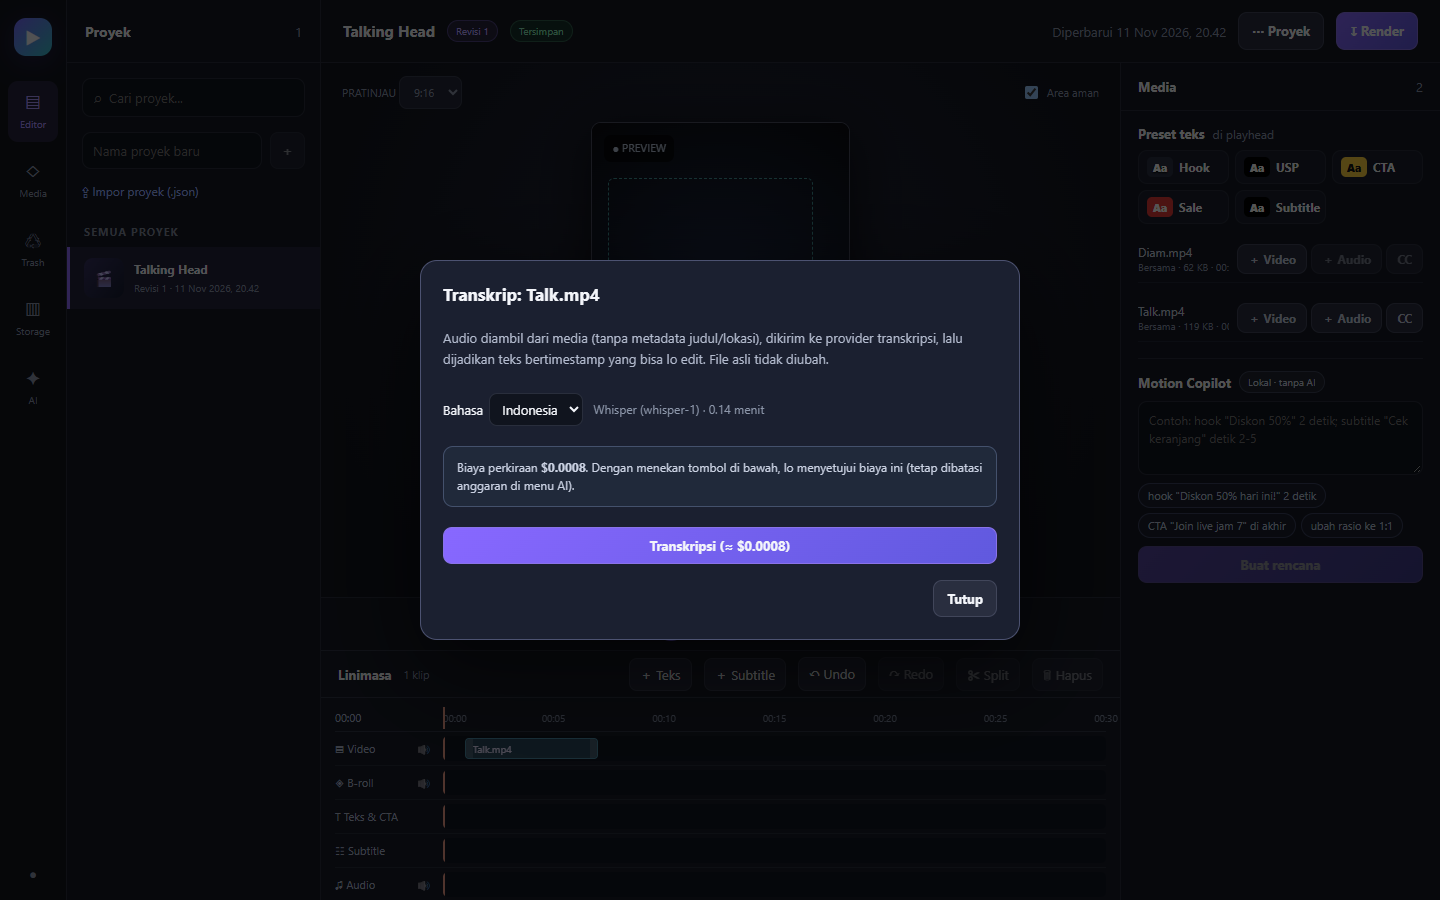 Proyek 1
Talking Head Revisi 1 Tersimpan
Diperbarui 11 Nov 2026, 20.42 ••• Proyek Render
Editor
Media
Trash
Storage
AI
Cari proyek...
Nama proyek baru +
Impor proyek (.json)
SEMUA PROYEK
Talking Head
Revisi 1 · 11 Nov 2026, 20.42
PRATINJAU 9:16 Area aman
PREVIEW
Transkrip: Talk.mp4
Audio diambil dari media (tanpa metadata judul/lokasi), dikirim ke provider transkripsi, lalu
dijadikan teks bertimestamp yang bisa lo edit. File asli tidak diubah.
Bahasa Indonesia Whisper (whisper-1) · 0.14 menit
Biaya perkiraan $0.0008. Dengan menekan tombol di bawah, lo menyetujui biaya ini (tetap dibatasi
anggaran di menu AI).
Transkripsi (≈ $0.0008)
Tutup
Linimasa 1 klip + Teks + Subtitle Undo Redo Split Hapus
00:00 00:00 00:05 00:10 00:15 00:20 00:25 00:30
Video Talk.mp4
B-roll
T Teks & CTA
Subtitle
Audio
Media 2
Preset teks di playhead
Aa Hook Aa USP Aa CTA
Aa Sale Aa Subtitle
Diam.mp4
Bersama · 62 KB · 00:
+ Video + Audio CC
Talk.mp4
Bersama · 119 KB · 0(
+ Video + Audio CC
Motion Copilot Lokal · tanpa AI
Contoh: hook "Diskon 50%" 2 detik; subtitle "Cek
keranjang" detik 2-5
hook "Diskon 50% hari ini!" 2 detik
CTA "Join live jam 7" di akhir ubah rasio ke 1:1
Buat rencana